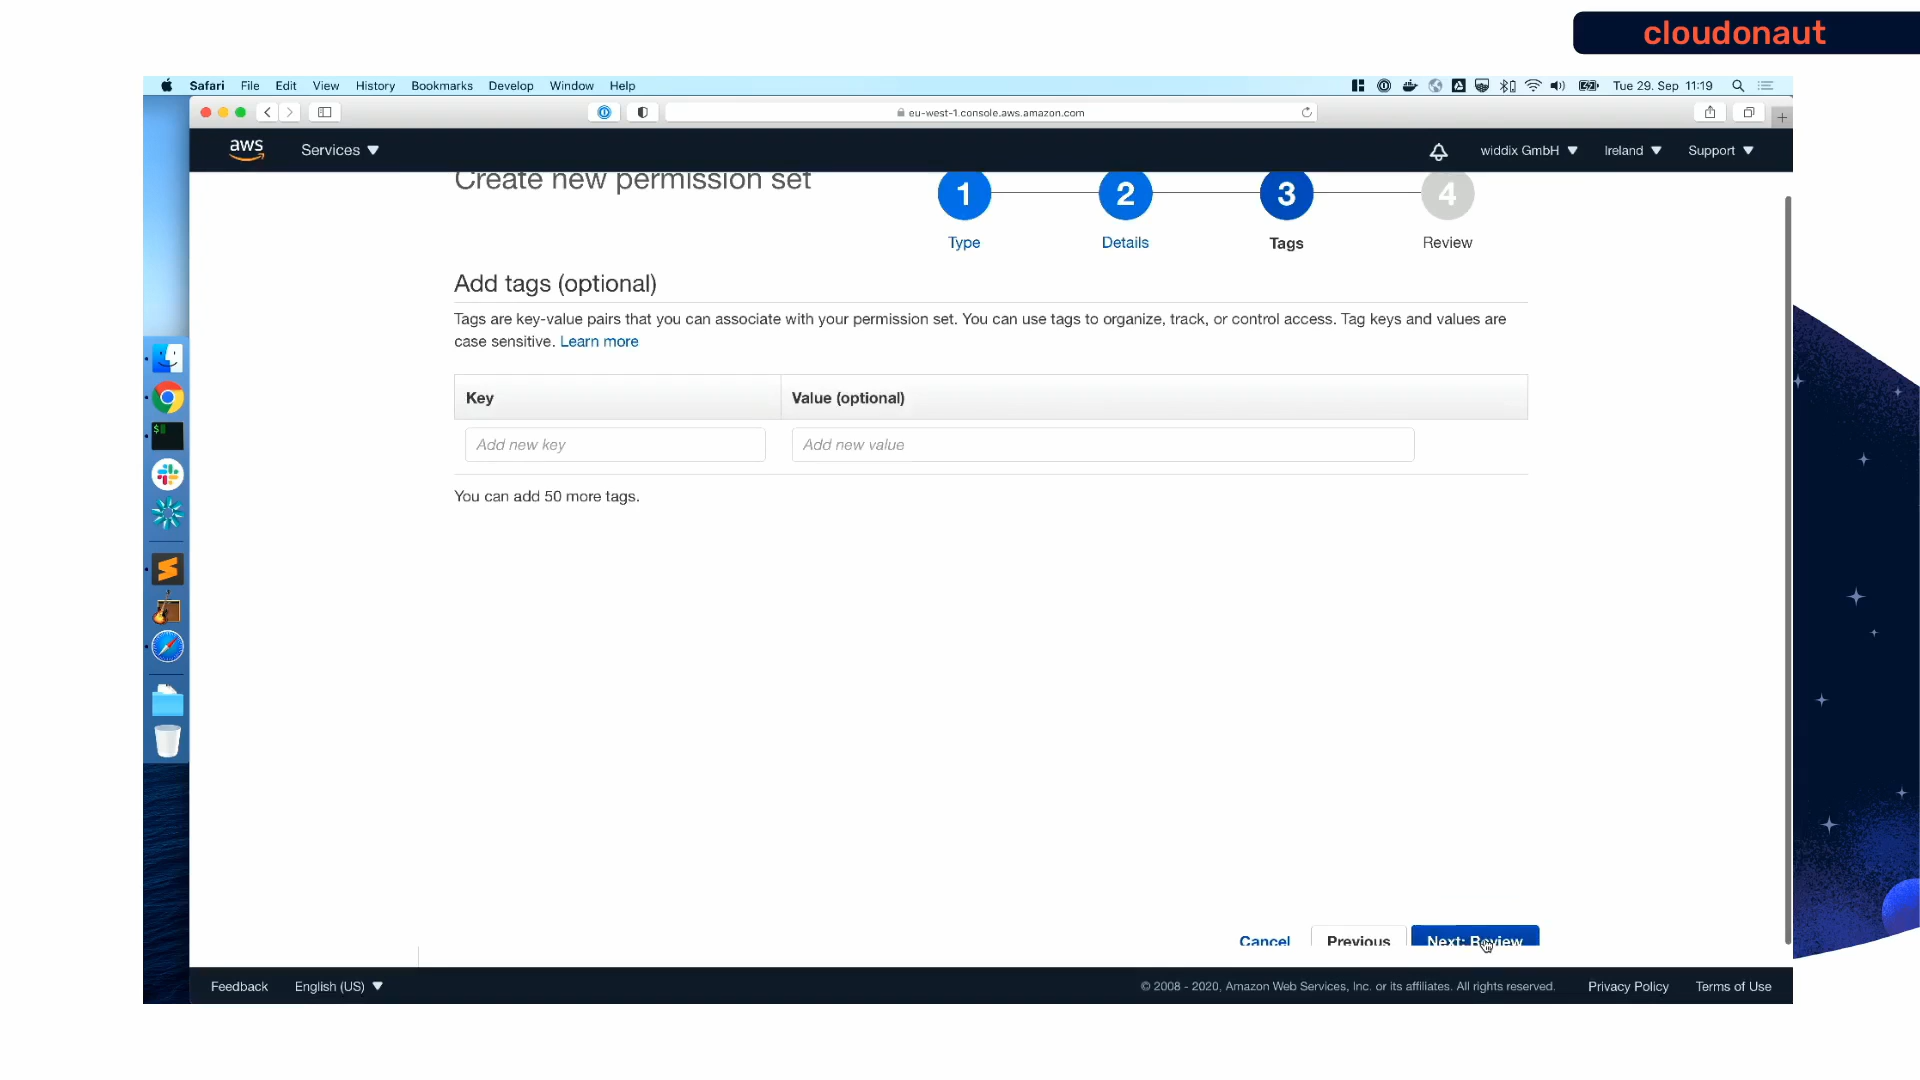 cloudonaut
Safari File Edit View History Bookmarks Develop Window Help
Tue 29. Sep 11:19
eu-west-1.console.aws.amazon.com
aws
Services
widdix GmbH
Ireland
Support
Create new permission set
1
2
3
4
Type
Details
Tags
Review
Add tags (optional)
Tags are key-value pairs that you can associate with your permission set. You can use tags to organize, track, or control access. Tag keys and values are
case sensitive. Learn more
Key
Value (optional)
Add new key
Add new value
You can add 50 more tags.
Cancel
Previous
Next: Review
Feedback
English (US)
© 2008 - 2020, Amazon Web Services, Inc. or its affiliates. All rights reserved.
Privacy Policy
Terms of Use